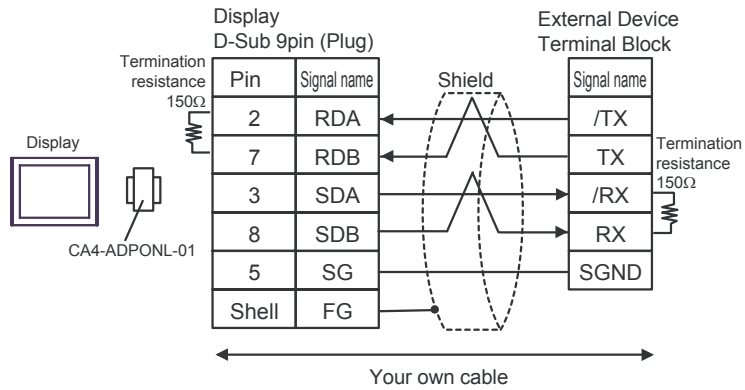 Display
D-Sub 9pin (Plug)
External Device
Terminal Block
Termination
resistance
150Ω
Pin
Signal name
Shield
Signal name
2
RDA
/TX
7
RDB
TX
Termination
resistance
150Ω
Display
3
SDA
/RX
8
SDB
RX
CA4-ADPONL-01
5
SG
SGND
Shell
FG
Your own cable